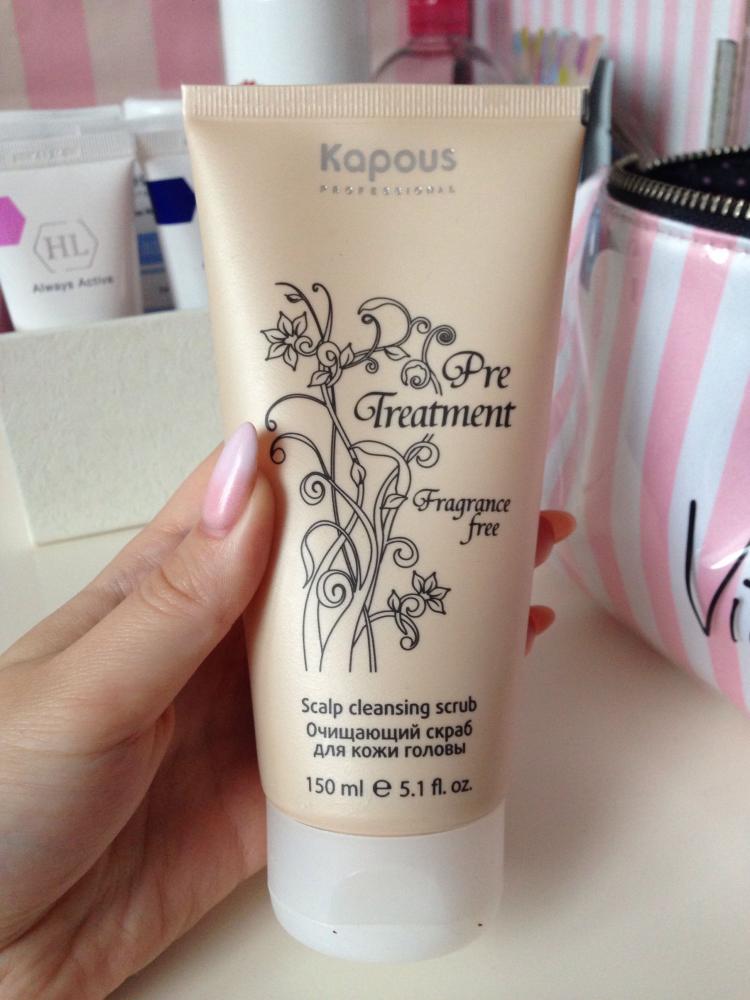 Kapous
PROFESSIONAL
HL
Always Active
Pre
Treatment
Fragrance
free
Scalp cleansing scrub
Очищающий скраб
для кожи головы
150 ml ℮ 5.1 fl. oz.